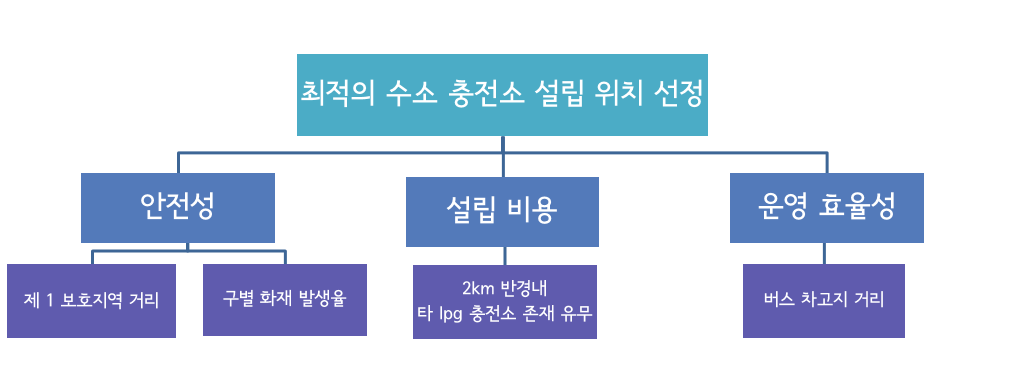 최적의 수소 충전소 설립 위치 선정
안전성
설립 비용
운영 효율성
제 1 보호지역 거리
구별 화재 발생율
2km 반경내
타 lpg 충전소 존재 유무
버스 차고지 거리